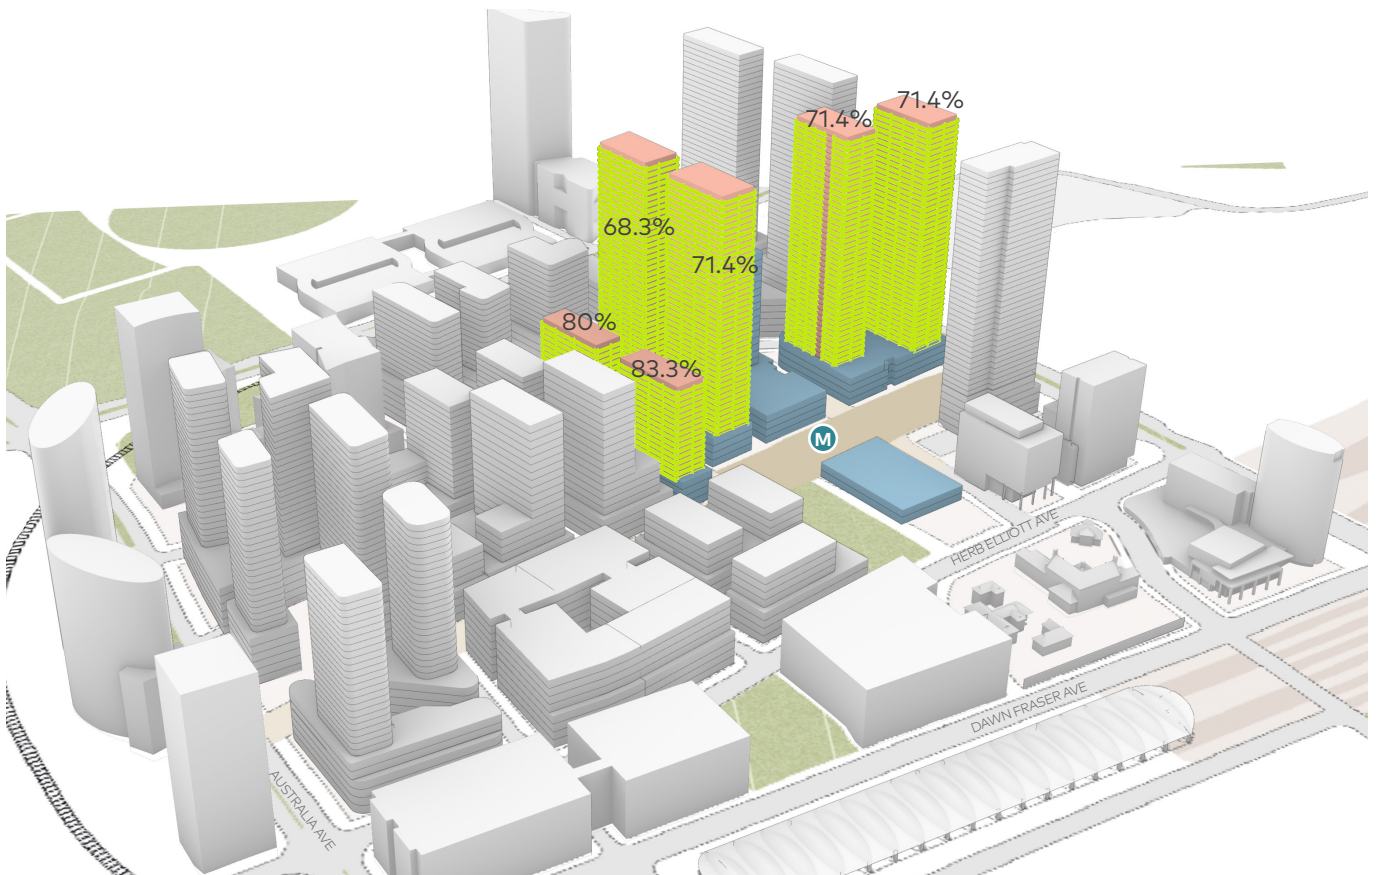 71.4%
71.4%
68.3%
71.4%
80%
83.3%
M
HERB ELLIOTT AVE
DAWN FRASER AVE
AUSTRALIA AVE